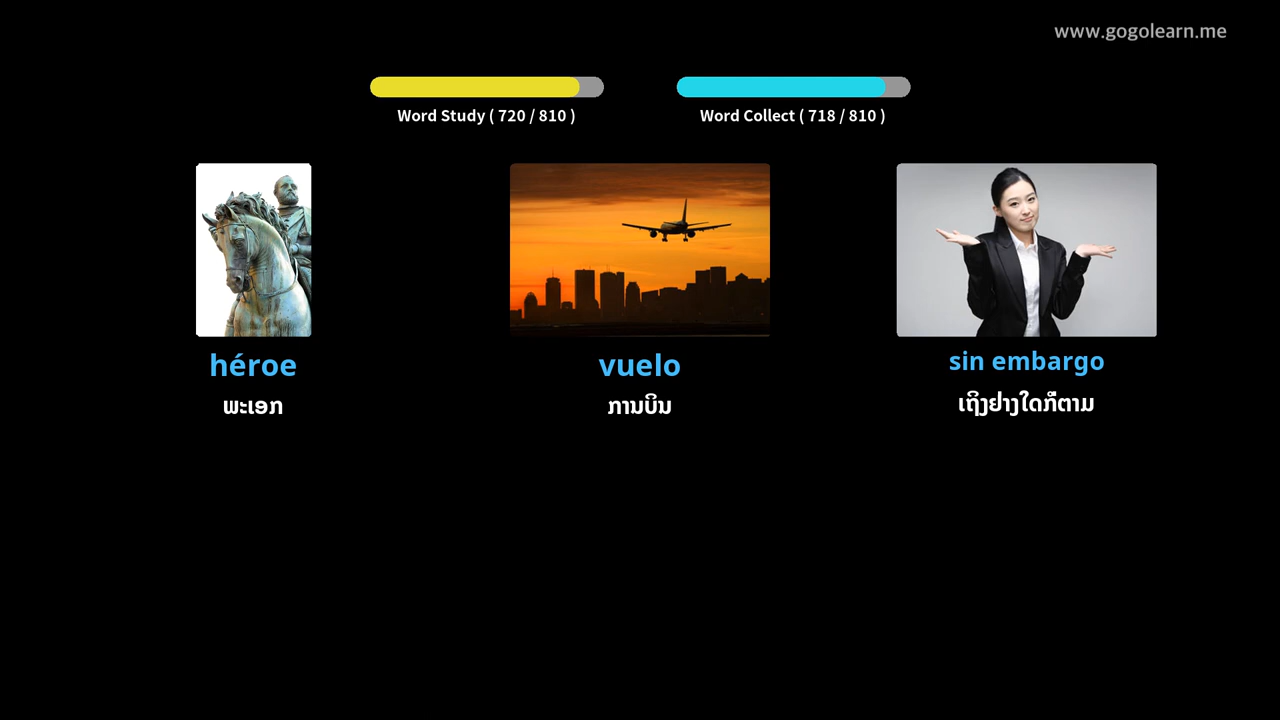 www.gogolearn.me
Word Study ( 720 / 810 )
Word Collect ( 718 / 810 )
héroe
vuelo
sin embargo
ພະເອກ
ການບິນ
ເຖິງຢ່າງໃດກໍ່ຕາມ